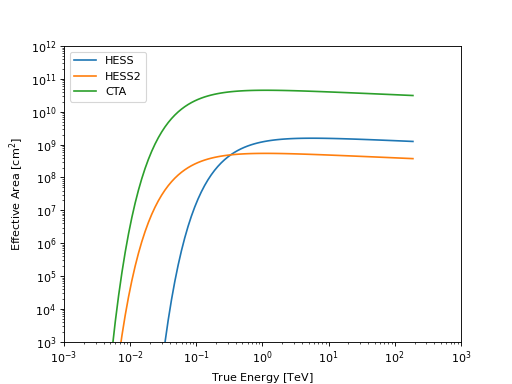 10¹²
10¹¹
10¹⁰
10⁹
10⁸
10⁷
10⁶
10⁵
10⁴
10³
Effective Area [cm²]
HESS
HESS2
CTA
10⁻³ 10⁻² 10⁻¹ 10⁰ 10¹ 10² 10³
True Energy [TeV]